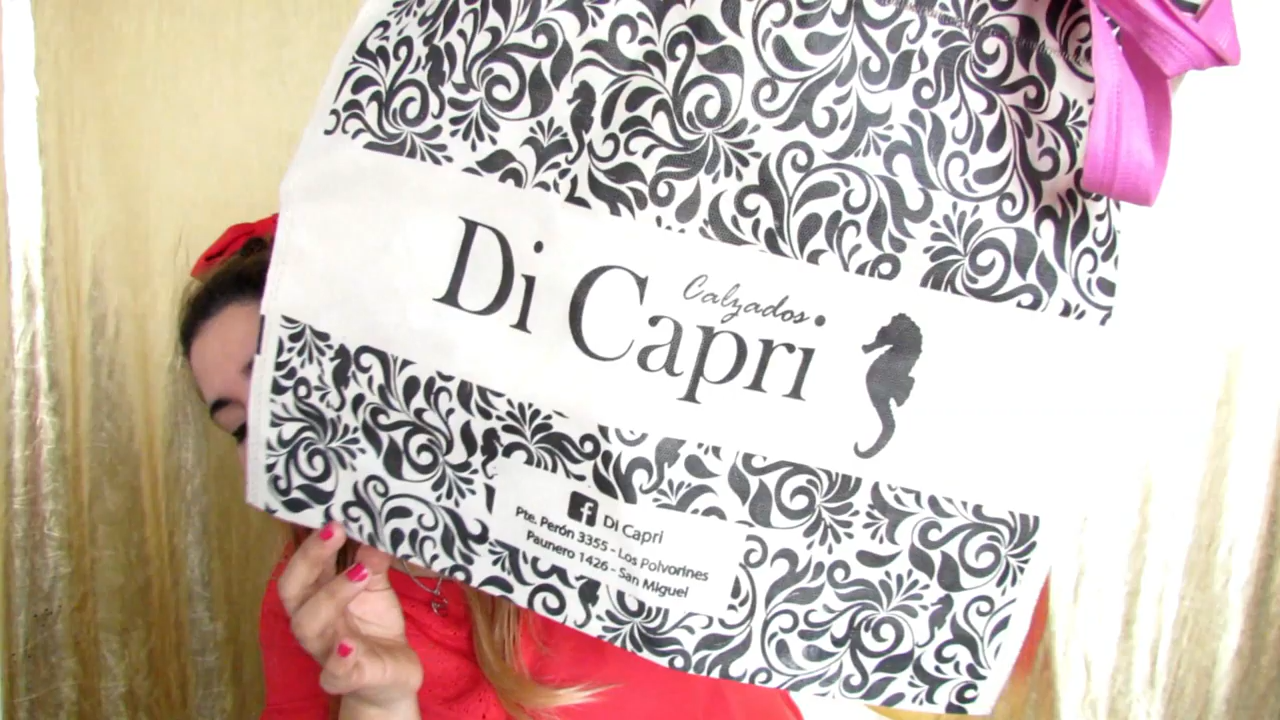 Calzados
Di Capri
f Di Capri
Pte. Perón 3355 - Los Polvorines
Paunero 1426 - San Miguel